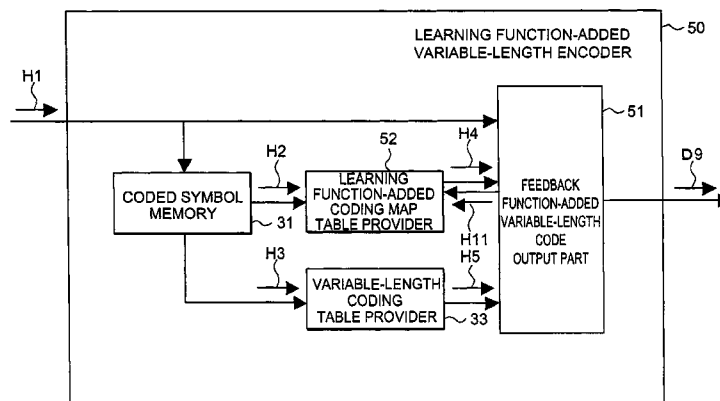 LEARNING FUNCTION-ADDED
VARIABLE-LENGTH ENCODER
50
H1
51
52
H4
D9
H2
LEARNING
FUNCTION-ADDED
CODING MAP
TABLE PROVIDER
CODED SYMBOL
MEMORY
31
FEEDBACK
FUNCTION-ADDED
VARIABLE-LENGTH
CODE
OUTPUT PART
H11
H3
H5
VARIABLE-LENGTH
CODING
TABLE PROVIDER
33